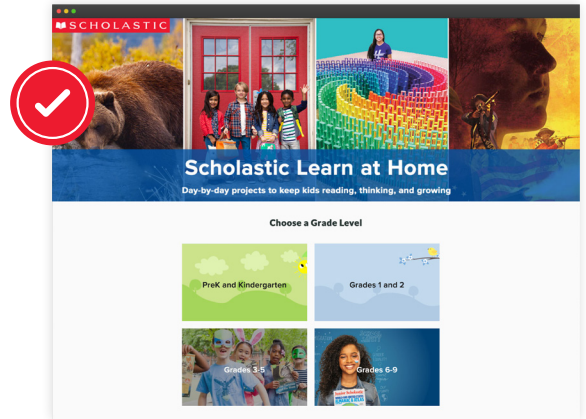 SCHOLASTIC
Scholastic Learn at Home
Day-by-day projects to keep kids reading, thinking, and growing
Choose a Grade Level
PreK and Kindergarten
Grades 1 and 2
Grades 3-5
Grades 6-9